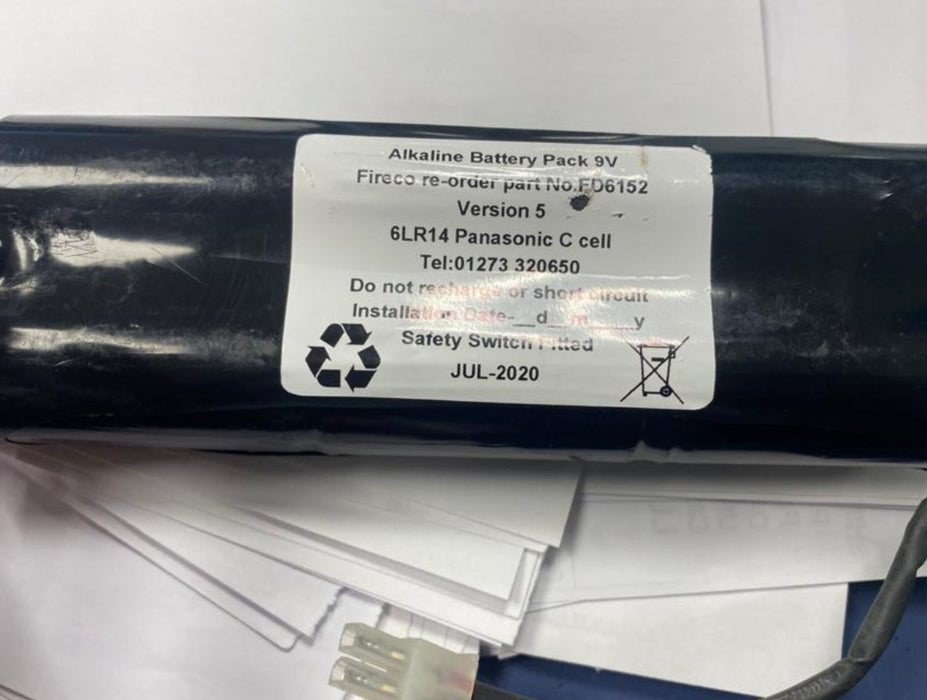 Alkaline Battery Pack 9V
Fireco re-order part No.FD6152
Version 5
6LR14 Panasonic C cell
Tel:01273 320650
Do not recharge or short circuit
Installation Date-__d__m____y
Safety Switch Fitted
JUL-2020